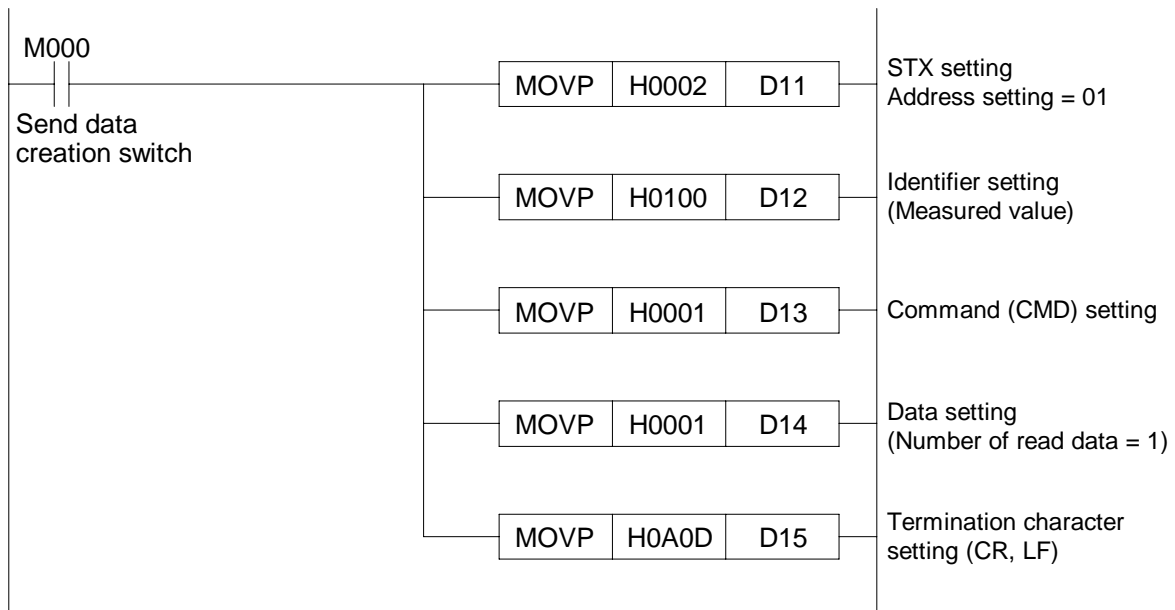 M000
Send data
creation switch
MOVP H0002 D11
STX setting
Address setting = 01
MOVP H0100 D12
Identifier setting
(Measured value)
MOVP H0001 D13
Command (CMD) setting
MOVP H0001 D14
Data setting
(Number of read data = 1)
MOVP H0A0D D15
Termination character
setting (CR, LF)